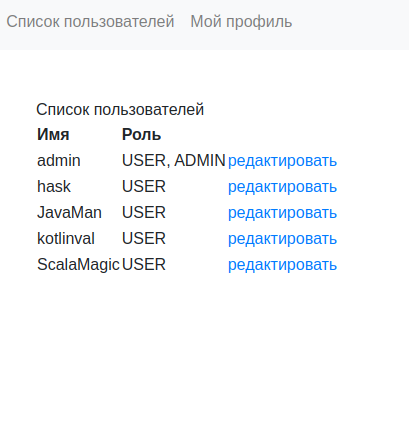 Список пользователей Мой профиль
Список пользователей
Имя Роль
admin USER, ADMIN редактировать
hask USER редактировать
JavaMan USER редактировать
kotlinval USER редактировать
ScalaMagic USER редактировать